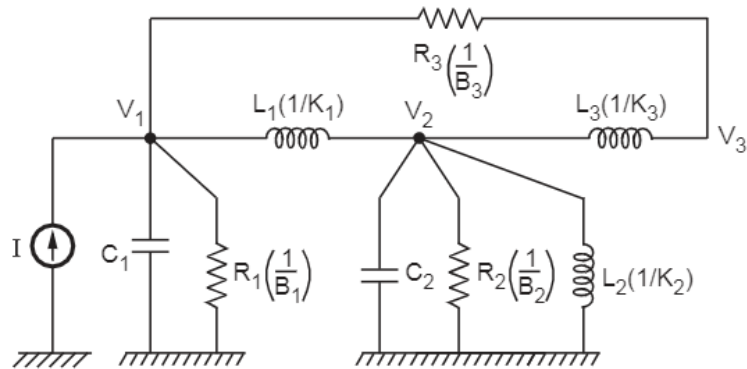 R₃(1/B₃)
V₁
L₁(1/K₁)
V₂
L₃(1/K₃)
V₃
I
C₁
R₁(1/B₁)
C₂
R₂(1/B₂)
L₂(1/K₂)